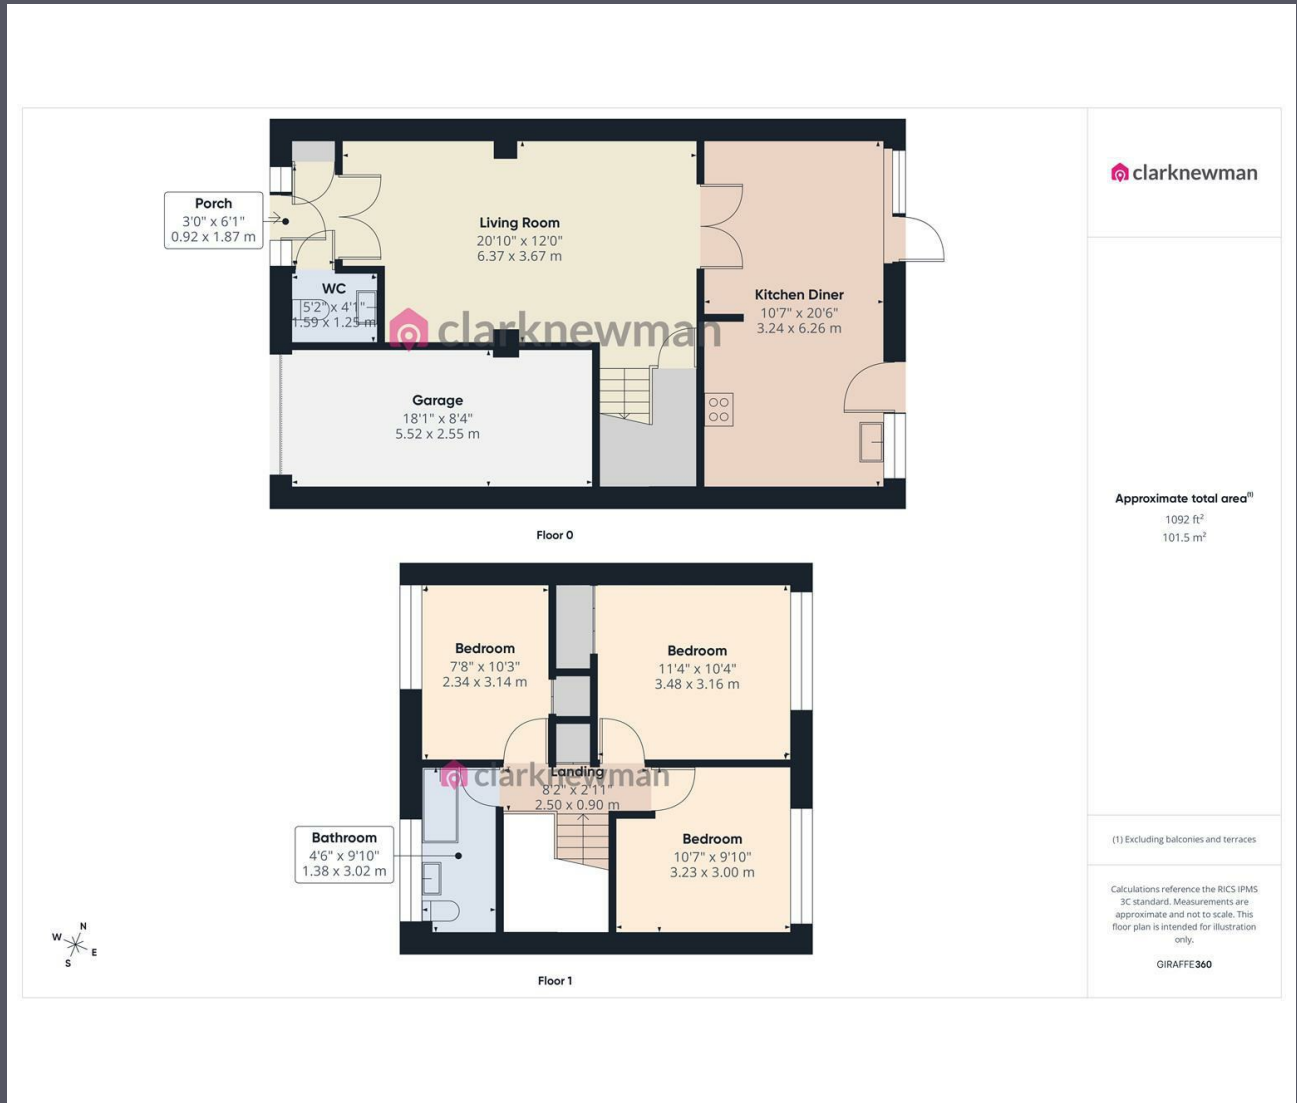 clarknewman
Porch
3'0" x 6'1"
0.92 x 1.87 m
Living Room
20'10" x 12'0"
6.37 x 3.67 m
WC
5'2" x 4'1"
1.59 x 1.25 m
Kitchen Diner
10'7" x 20'6"
3.24 x 6.26 m
clarknewman
Garage
18'1" x 8'4"
5.52 x 2.55 m
Floor 0
Approximate total area(1)
1092 ft²
101.5 m²
Bedroom
7'8" x 10'3"
2.34 x 3.14 m
Bedroom
11'4" x 10'4"
3.48 x 3.16 m
clarknewman
Landing
8'2" x 2'11"
2.50 x 0.90 m
Bathroom
4'6" x 9'10"
1.38 x 3.02 m
Bedroom
10'7" x 9'10"
3.23 x 3.00 m
Floor 1
N
W
E
S
(1) Excluding balconies and terraces
Calculations reference the RICS IPMS
3C standard. Measurements are
approximate and not to scale. This
floor plan is intended for illustration
only.
GIRAFFE360